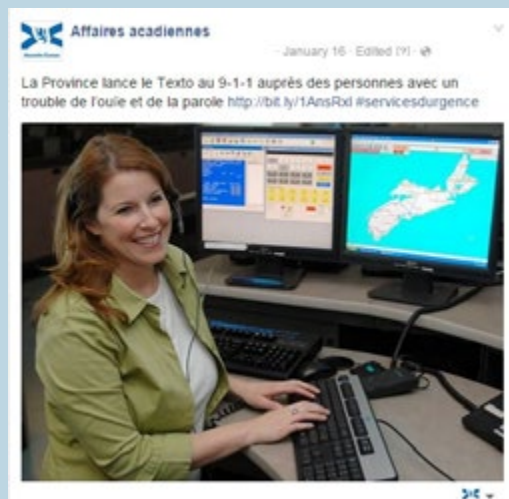 Affaires acadiennes
January 16 · Edited [?] ·
La Province lance le Texto au 9-1-1 auprès des personnes avec un
trouble de l'ouïe et de la parole http://bit.ly/1AnsRxI #servicesdurgence